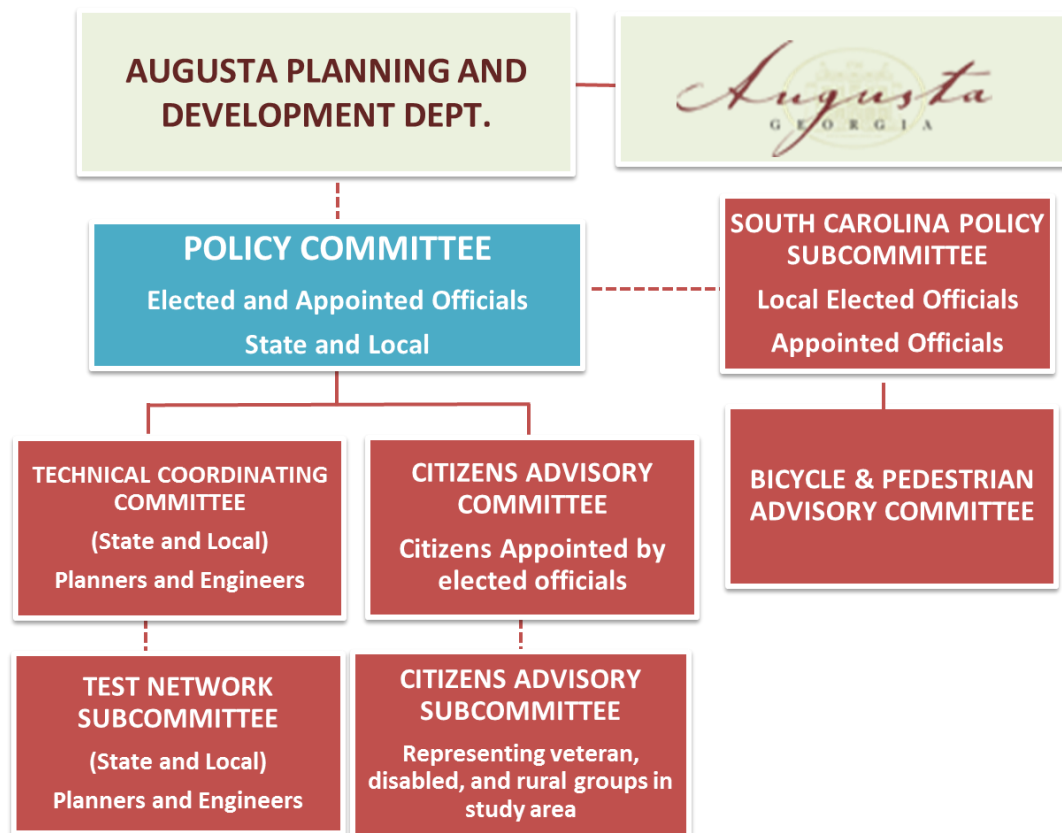 AUGUSTA PLANNING AND
DEVELOPMENT DEPT.
Augusta
GEORGIA
POLICY COMMITTEE
Elected and Appointed Officials
State and Local
SOUTH CAROLINA POLICY
SUBCOMMITTEE
Local Elected Officials
Appointed Officials
TECHNICAL COORDINATING
COMMITTEE
(State and Local)
Planners and Engineers
CITIZENS ADVISORY
COMMITTEE
Citizens Appointed by
elected officials
BICYCLE & PEDESTRIAN
ADVISORY COMMITTEE
TEST NETWORK
SUBCOMMITTEE
(State and Local)
Planners and Engineers
CITIZENS ADVISORY
SUBCOMMITTEE
Representing veteran,
disabled, and rural groups in
study area